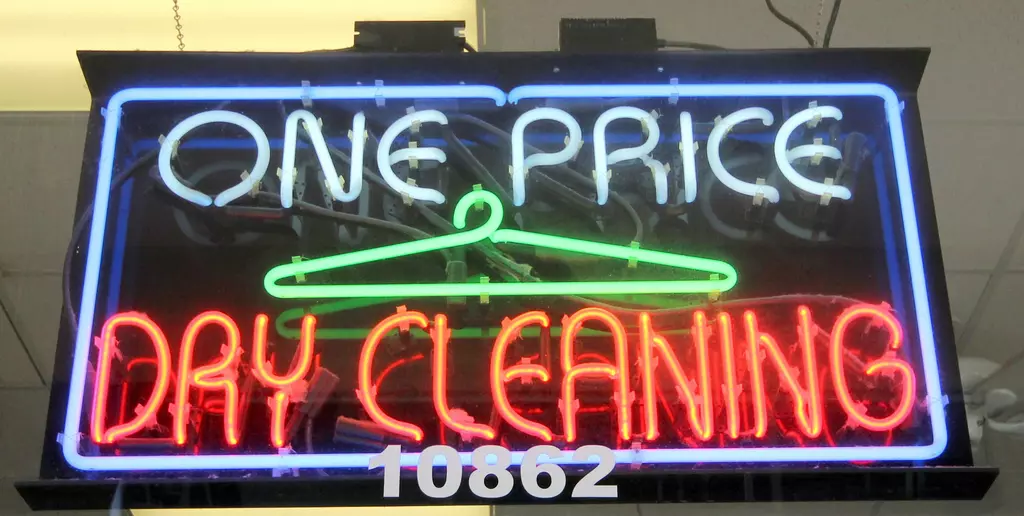 ONE PRICE
DRY CLEANING
10862